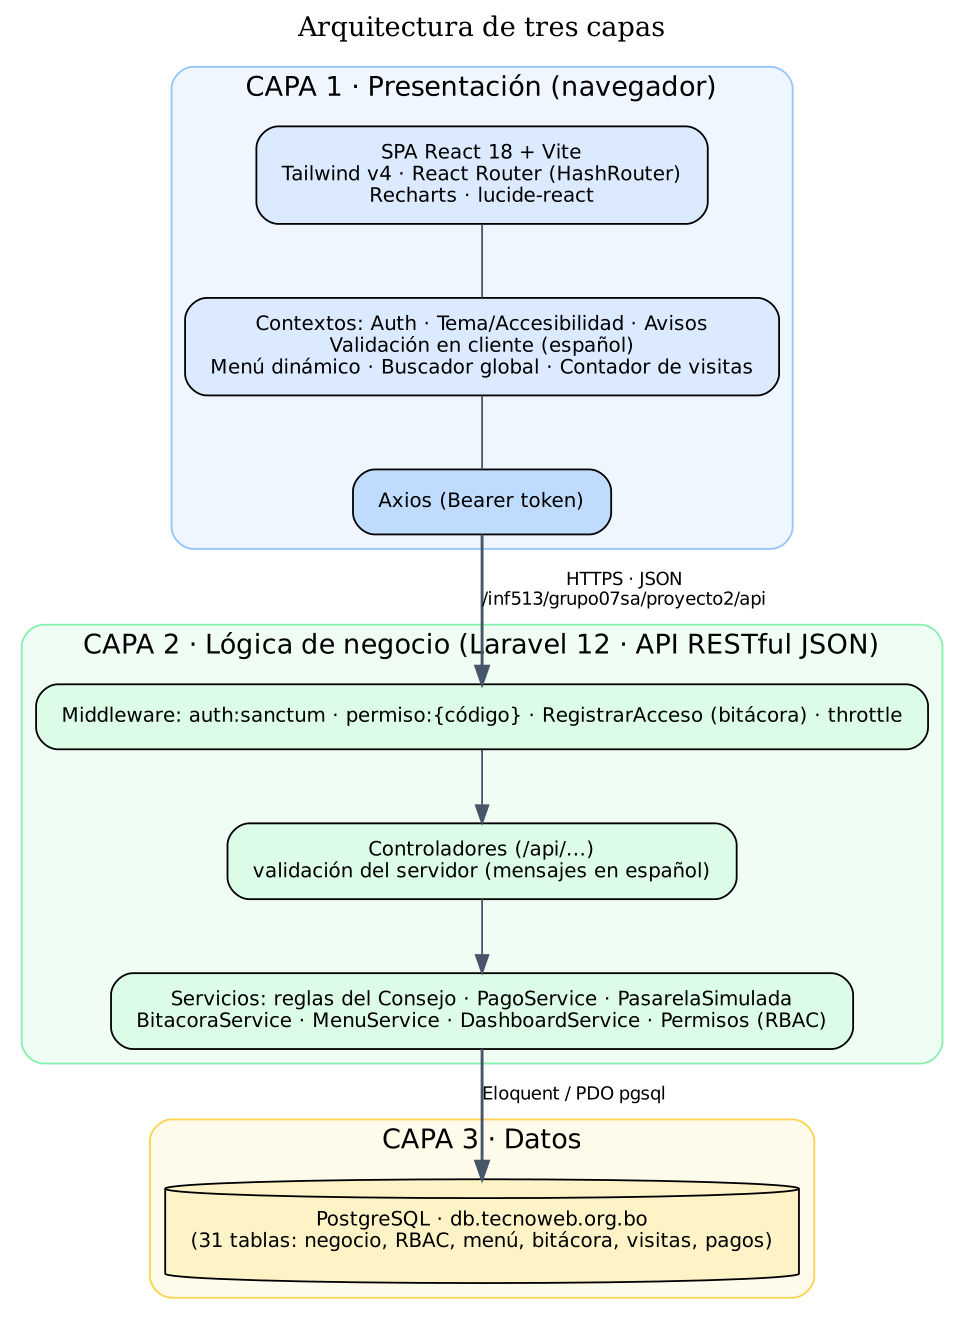 Arquitectura de tres capas
CAPA 1 · Presentación (navegador)
SPA React 18 + Vite
Tailwind v4 · React Router (HashRouter)
Recharts · lucide-react
Contextos: Auth · Tema/Accesibilidad · Avisos
Validación en cliente (español)
Menú dinámico · Buscador global · Contador de visitas
Axios (Bearer token)
HTTPS · JSON
/inf513/grupo07sa/proyecto2/api
CAPA 2 · Lógica de negocio (Laravel 12 · API RESTful JSON)
Middleware: auth:sanctum · permiso:{código} · RegistrarAcceso (bitácora) · throttle
Controladores (/api/...)
validación del servidor (mensajes en español)
Servicios: reglas del Consejo · PagoService · PasarelaSimulada
BitacoraService · MenuService · DashboardService · Permisos (RBAC)
Eloquent / PDO pgsql
CAPA 3 · Datos
PostgreSQL · db.tecnoweb.org.bo
(31 tablas: negocio, RBAC, menú, bitácora, visitas, pagos)